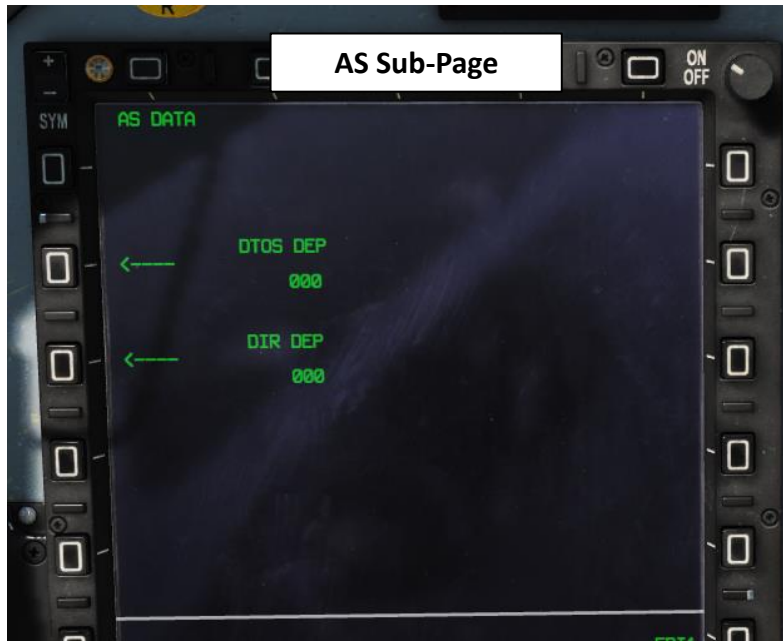 R
AS Sub-Page
+
-
ON
OFF
SYM
AS DATA
DTOS DEP
<----
000
DIR DEP
<----
000